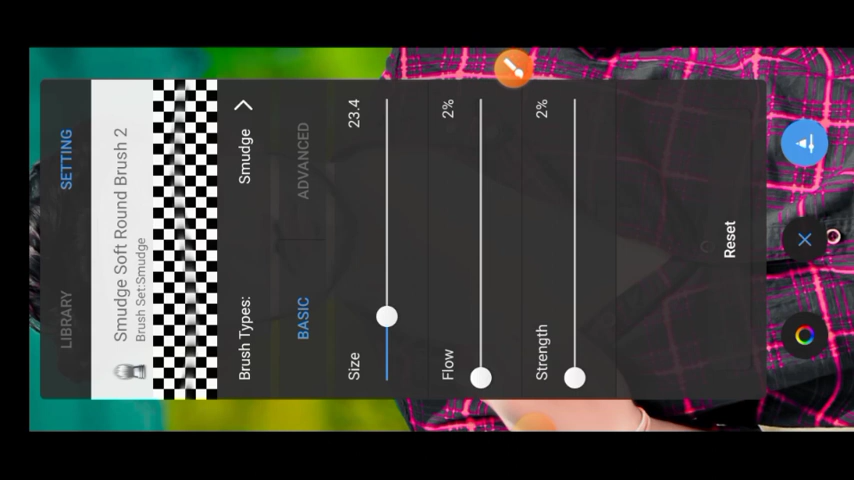 LIBRARY SETTING
Smudge Soft Round Brush 2
Brush Set:Smudge
Brush Types: Smudge
BASIC ADVANCED
Size 23.4
Flow 2%
Strength 2%
Reset